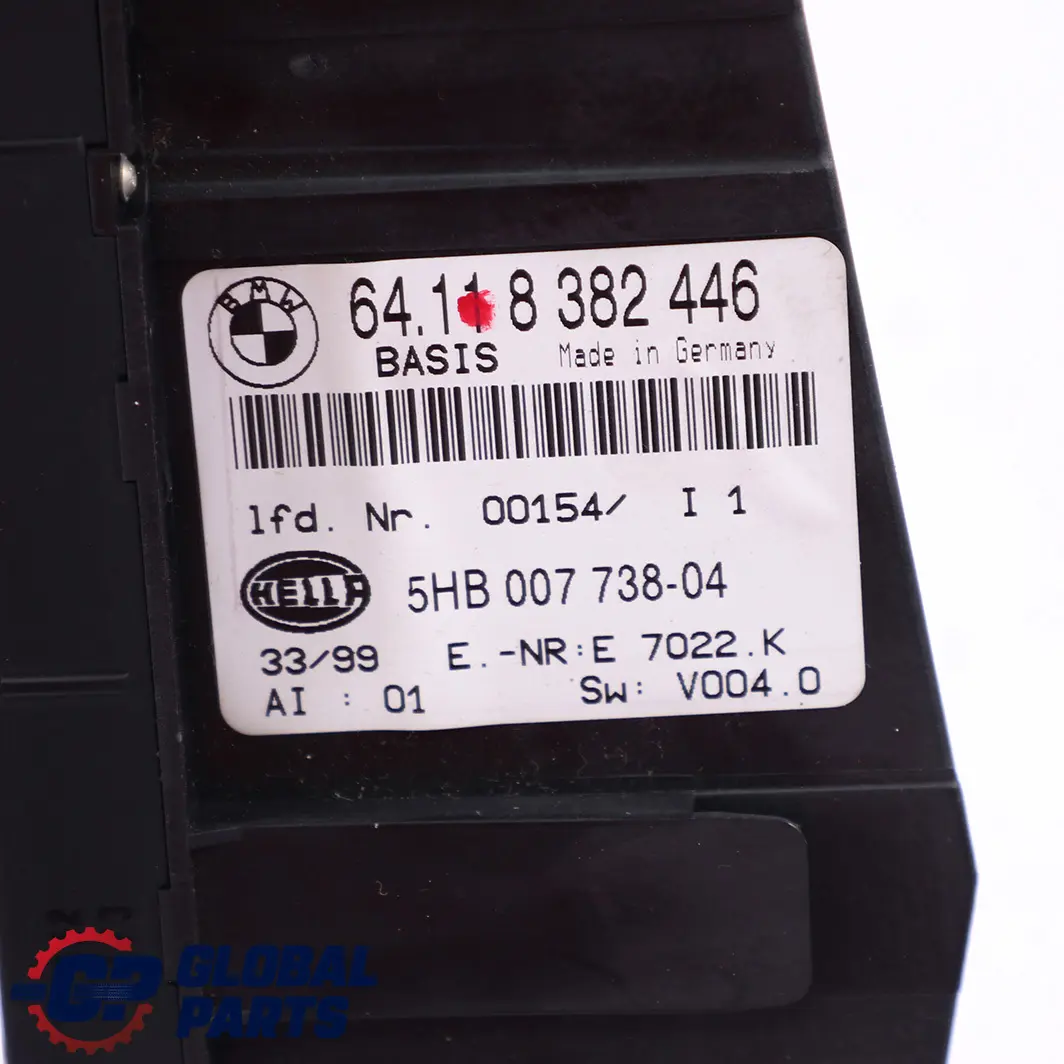 BMW
64.11 8 382 446
BASIS Made in Germany
lfd. Nr. 00154/ I 1
HELLA 5HB 007 738-04
33/99 E.-NR:E 7022.K
AI : 01 Sw: V004.0
GP GLOBAL
PARTS